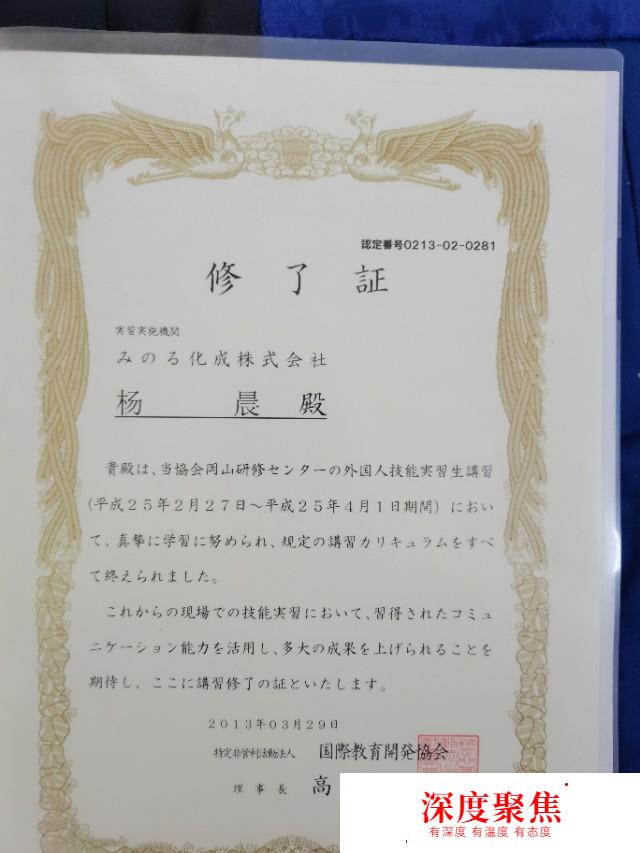 認定番号0213-02-0281
修了証
実習実施機関
みのる化成株式会社
杨 晨 殿
貴殿は、当協会岡山研修センターの外国人技能実習生講習
(平成25年2月27日~平成25年4月1日期間)におい
て、真摯に学習に努められ、規定の講習カリキュラムをすべ
て終えられました。
これからの現場での技能実習において、習得されたコミュ
ニケーション能力を活用し、多大の成果を上げられることを
期待し、ここに講習修了の証といたします。
2013年03月29日
特定非営利活動法人 国際教育開発協会
理事長 高
深度聚焦
有深度 有温度 有态度